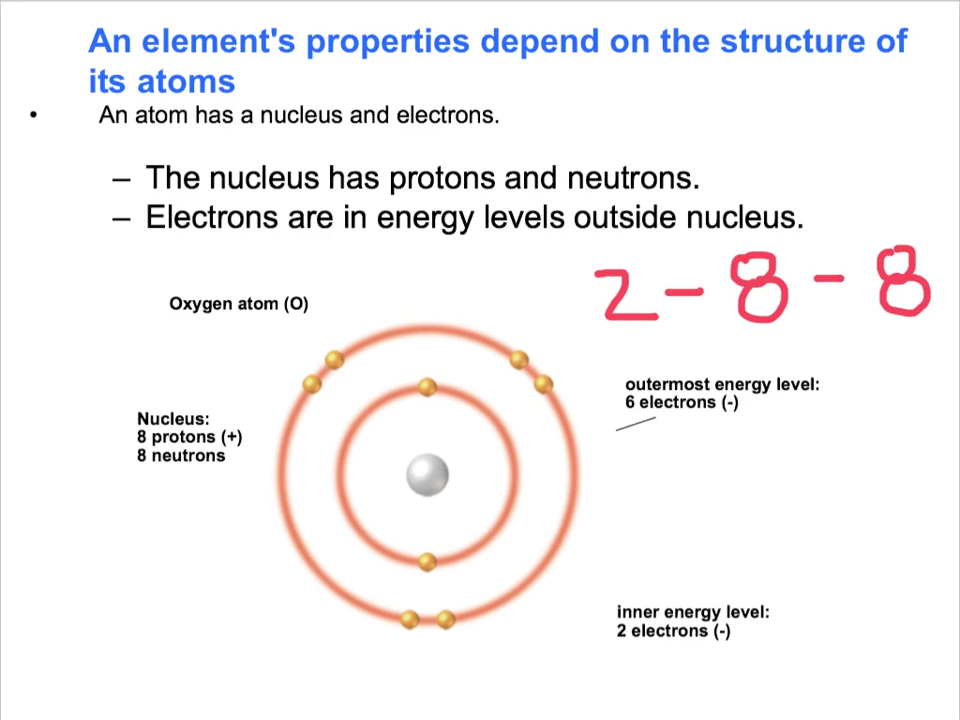 An element's properties depend on the structure of
its atoms
• An atom has a nucleus and electrons.
– The nucleus has protons and neutrons.
– Electrons are in energy levels outside nucleus.
2-8-8
Oxygen atom (O)
outermost energy level:
6 electrons (-)
Nucleus:
8 protons (+)
8 neutrons
inner energy level:
2 electrons (-)